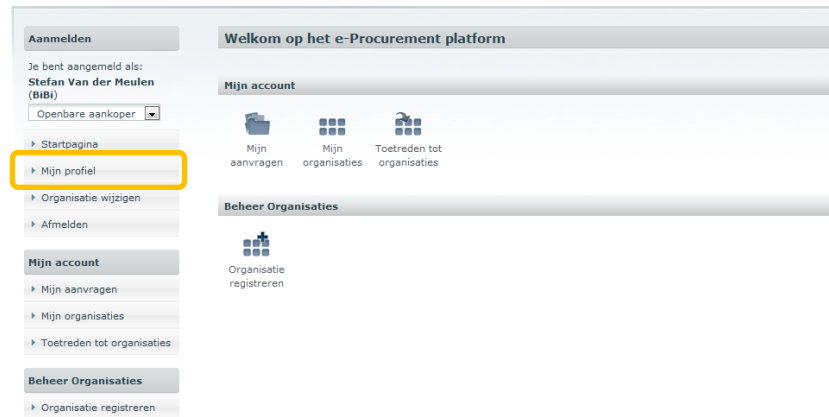 Aanmelden
Je bent aangemeld als:
Stefan Van der Meulen
(BiBi)
Openbare aankoper
Startpagina
Mijn profiel
Organisatie wijzigen
Afmelden
Mijn account
Mijn aanvragen
Mijn organisaties
Toetreden tot organisaties
Beheer Organisaties
Organisatie registreren
Welkom op het e-Procurement platform
Mijn account
Mijn
aanvragen
Mijn
organisaties
Toetreden tot
organisaties
Beheer Organisaties
Organisatie
registreren